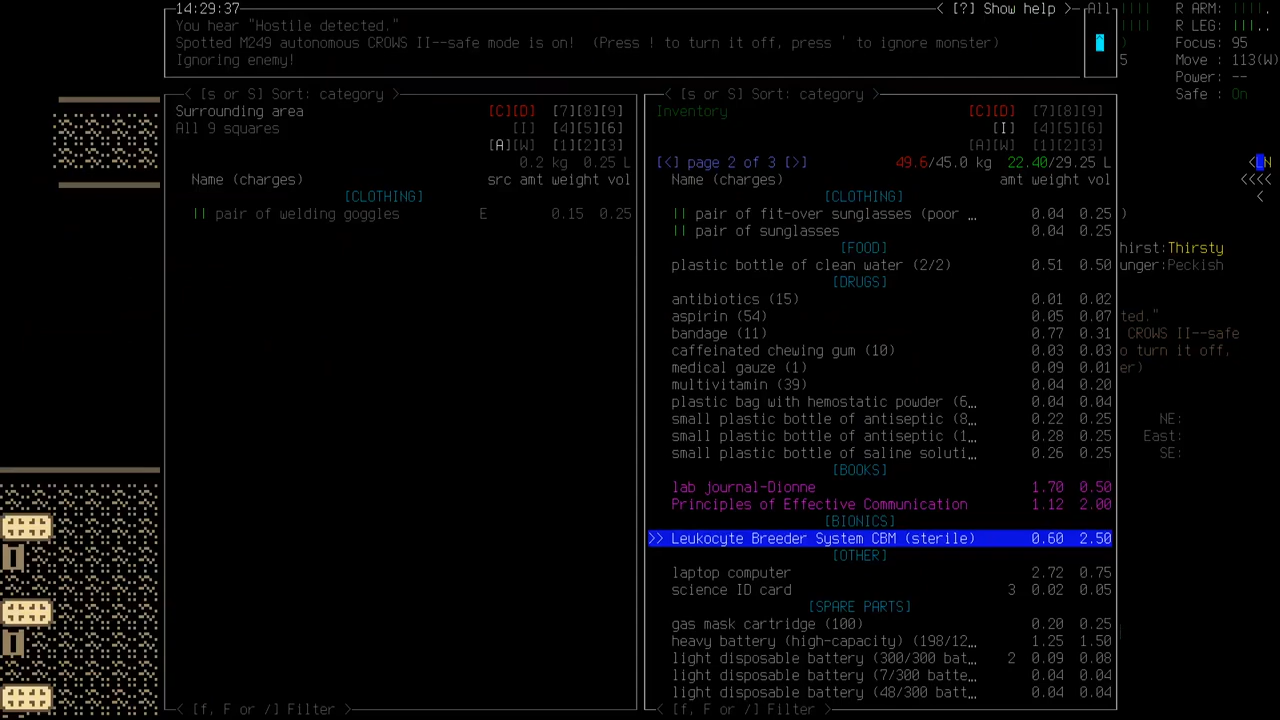 14:29:37 < [?] Show help > All
You hear "Hostile detected."
Spotted M249 autonomous CROWS II--safe mode is on! (Press ! to turn it off, press ' to ignore monster)
Ignoring enemy!
R ARM:
R LEG:
5 Focus: 95
Move : 113(W)
Power: --
Safe : On
< [s or S] Sort: category >
Surrounding area [C][D] [7][8][9]
All 9 squares [I] [4][5][6]
[A][W] [1][2][3]
0.2 kg 0.25 L
Name (charges) src amt weight vol
[CLOTHING]
|| pair of welding goggles E 0.15 0.25
< [f, F or /] Filter >
< [s or S] Sort: category >
Inventory [C][D] [7][8][9]
[I] [4][5][6]
[A][W] [1][2][3]
[<] page 2 of 3 [>] 49.6/45.0 kg 22.40/29.25 L
Name (charges) amt weight vol
[CLOTHING]
|| pair of fit-over sunglasses (poor … 0.04 0.25
|| pair of sunglasses 0.04 0.25
[FOOD]
plastic bottle of clean water (2/2) 0.51 0.50
[DRUGS]
antibiotics (15) 0.01 0.02
aspirin (54) 0.05 0.07
bandage (11) 0.77 0.31
caffeinated chewing gum (10) 0.03 0.03
medical gauze (1) 0.09 0.01
multivitamin (39) 0.04 0.20
plastic bag with hemostatic powder (6… 0.04 0.04
small plastic bottle of antiseptic (8… 0.22 0.25
small plastic bottle of antiseptic (1… 0.28 0.25
small plastic bottle of saline soluti… 0.26 0.25
[BOOKS]
lab journal-Dionne 1.70 0.50
Principles of Effective Communication 1.12 2.00
[BIONICS]
>> Leukocyte Breeder System CBM (sterile) 0.60 2.50
[OTHER]
laptop computer 2.72 0.75
science ID card 3 0.02 0.05
[SPARE PARTS]
gas mask cartridge (100) 0.20 0.25
heavy battery (high-capacity) (198/12… 1.25 1.50
light disposable battery (300/300 bat… 2 0.09 0.08
light disposable battery (7/300 batte… 0.04 0.04
light disposable battery (48/300 batt… 0.04 0.04
< [f, F or /] Filter >
<<<<
<
)
hirst:Thirsty
unger:Peckish
ted."
CROWS II--safe
o turn it off,
er)
NE:
East:
SE: